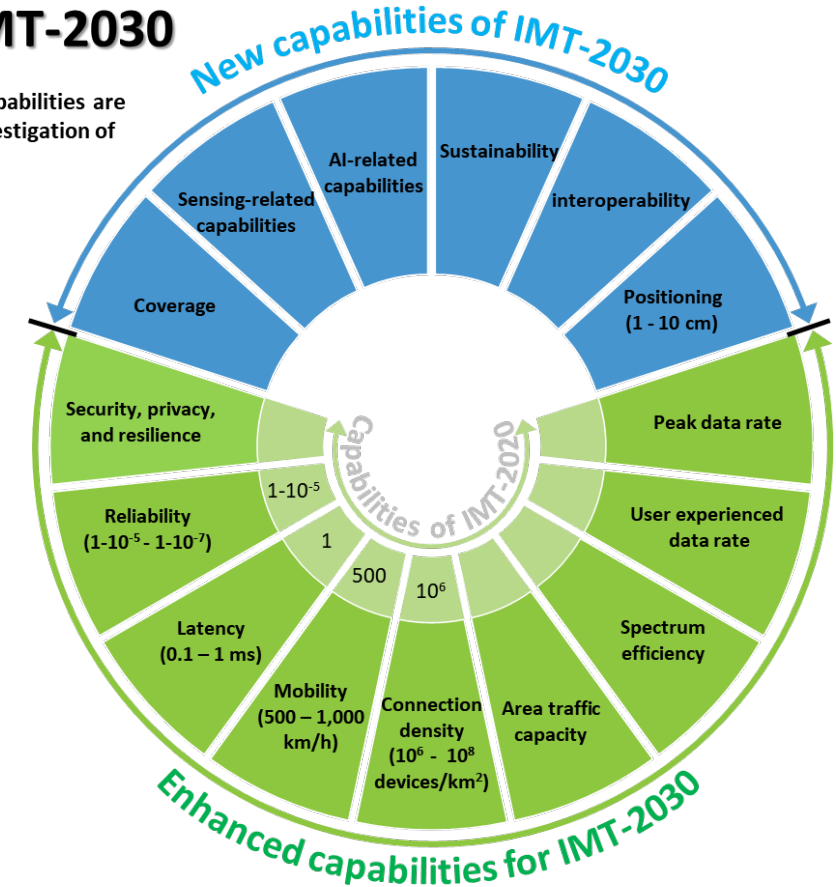 MT-2030
pabilities are
estigation of
New capabilities of IMT-2030
Coverage
Sensing-related
capabilities
AI-related
capabilities
Sustainability
interoperability
Positioning
(1 - 10 cm)
Security, privacy,
and resilience
Reliability
(1-10⁻⁵ - 1-10⁻⁷)
Latency
(0.1 – 1 ms)
Mobility
(500 – 1,000
km/h)
Connection
density
(10⁶ - 10⁸
devices/km²)
Area traffic
capacity
Spectrum
efficiency
User experienced
data rate
Peak data rate
1-10⁻⁵
1
500
10⁶
Capabilities of IMT-2020
Enhanced capabilities for IMT-2030